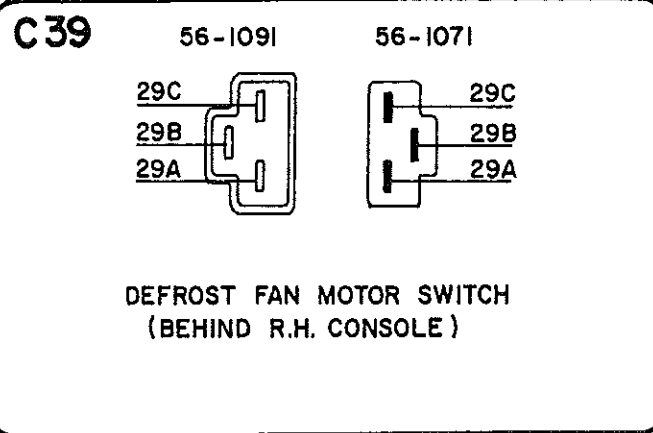 C39 56-1091 56-1071
29C 29C
29B 29B
29A 29A
DEFROST FAN MOTOR SWITCH
(BEHIND R.H. CONSOLE)